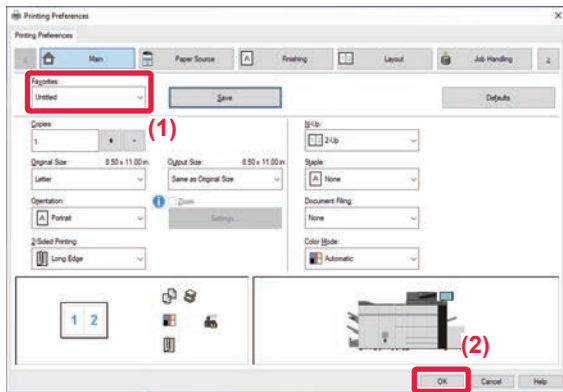 Printing Preferences
Printing Preferences
Main Paper Source Finishing Layout Job Handling
Favorites:
Untitled Save Defaults
(1)
Copies: N-Up:
1 2-Up
Original Size: 8.50 x 11.00 in. Output Size: 8.50 x 11.00 in. Staple:
Letter Same as Original Size None
Orientation: Zoom Document Filing:
Portrait Settings... None
2-Sided Printing: Color Mode:
Long Edge Automatic
1 2
(2)
OK Cancel Help